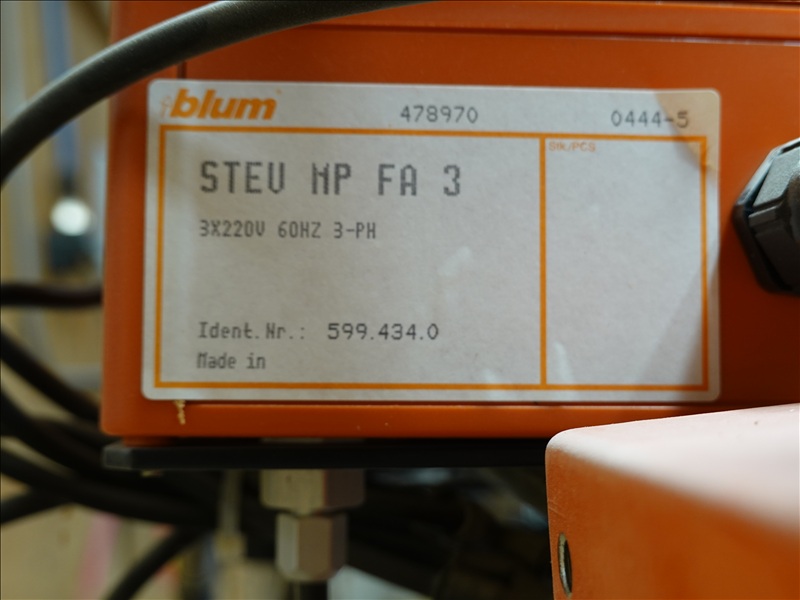 blum 478970 0444-5
Stk/PCS
STEU MP FA 3
3X220V 60HZ 3-PH
Ident.Nr.: 599.434.0
Made in